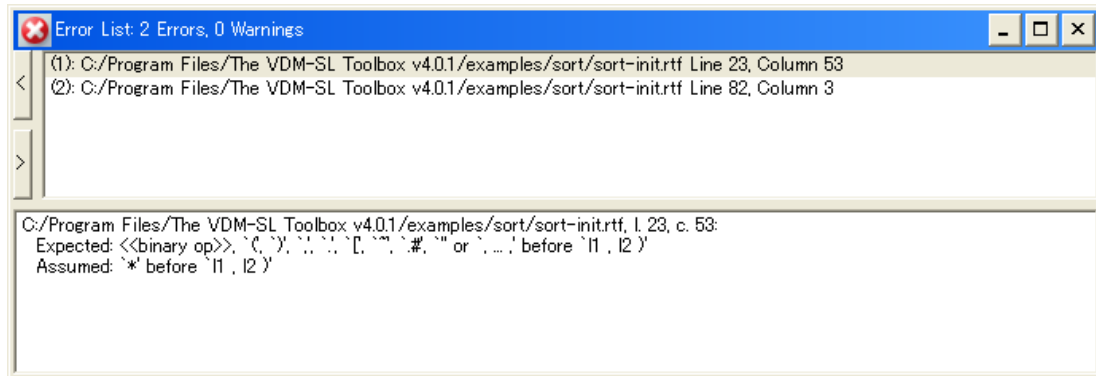 Error List: 2 Errors, 0 Warnings
(1): C:/Program Files/The VDM-SL Toolbox v4.0.1/examples/sort/sort-init.rtf Line 23, Column 53
(2): C:/Program Files/The VDM-SL Toolbox v4.0.1/examples/sort/sort-init.rtf Line 82, Column 3
<
>
C:/Program Files/The VDM-SL Toolbox v4.0.1/examples/sort/sort-init.rtf, l. 23, c. 53:
Expected: <<binary op>>, `(', `)', `,', `.', `[', `~', `.#', `'' or `, ... ,' before `l1 , l2 )'
Assumed: `*' before `l1 , l2 )'